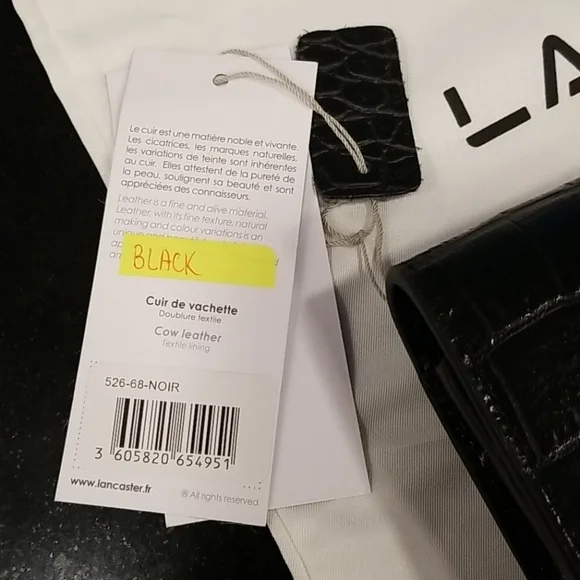 LA
Le cuir est une matière noble et vivante.
Les cicatrices, les marques naturelles,
les variations de teinte sont inhérentes
au cuir. Elles attestent de la pureté de
la peau, soulignent sa beauté et sont
appréciées des connaisseurs.
Leather is a fine and alive material.
Leather, with its fine texture, natural
making and colour variations is an
BLACK
Cuir de vachette
Doublure textile
Cow leather
Textile lining
526-68-NOIR
3 605820 654951
www.lancaster.fr
® All rights reserved